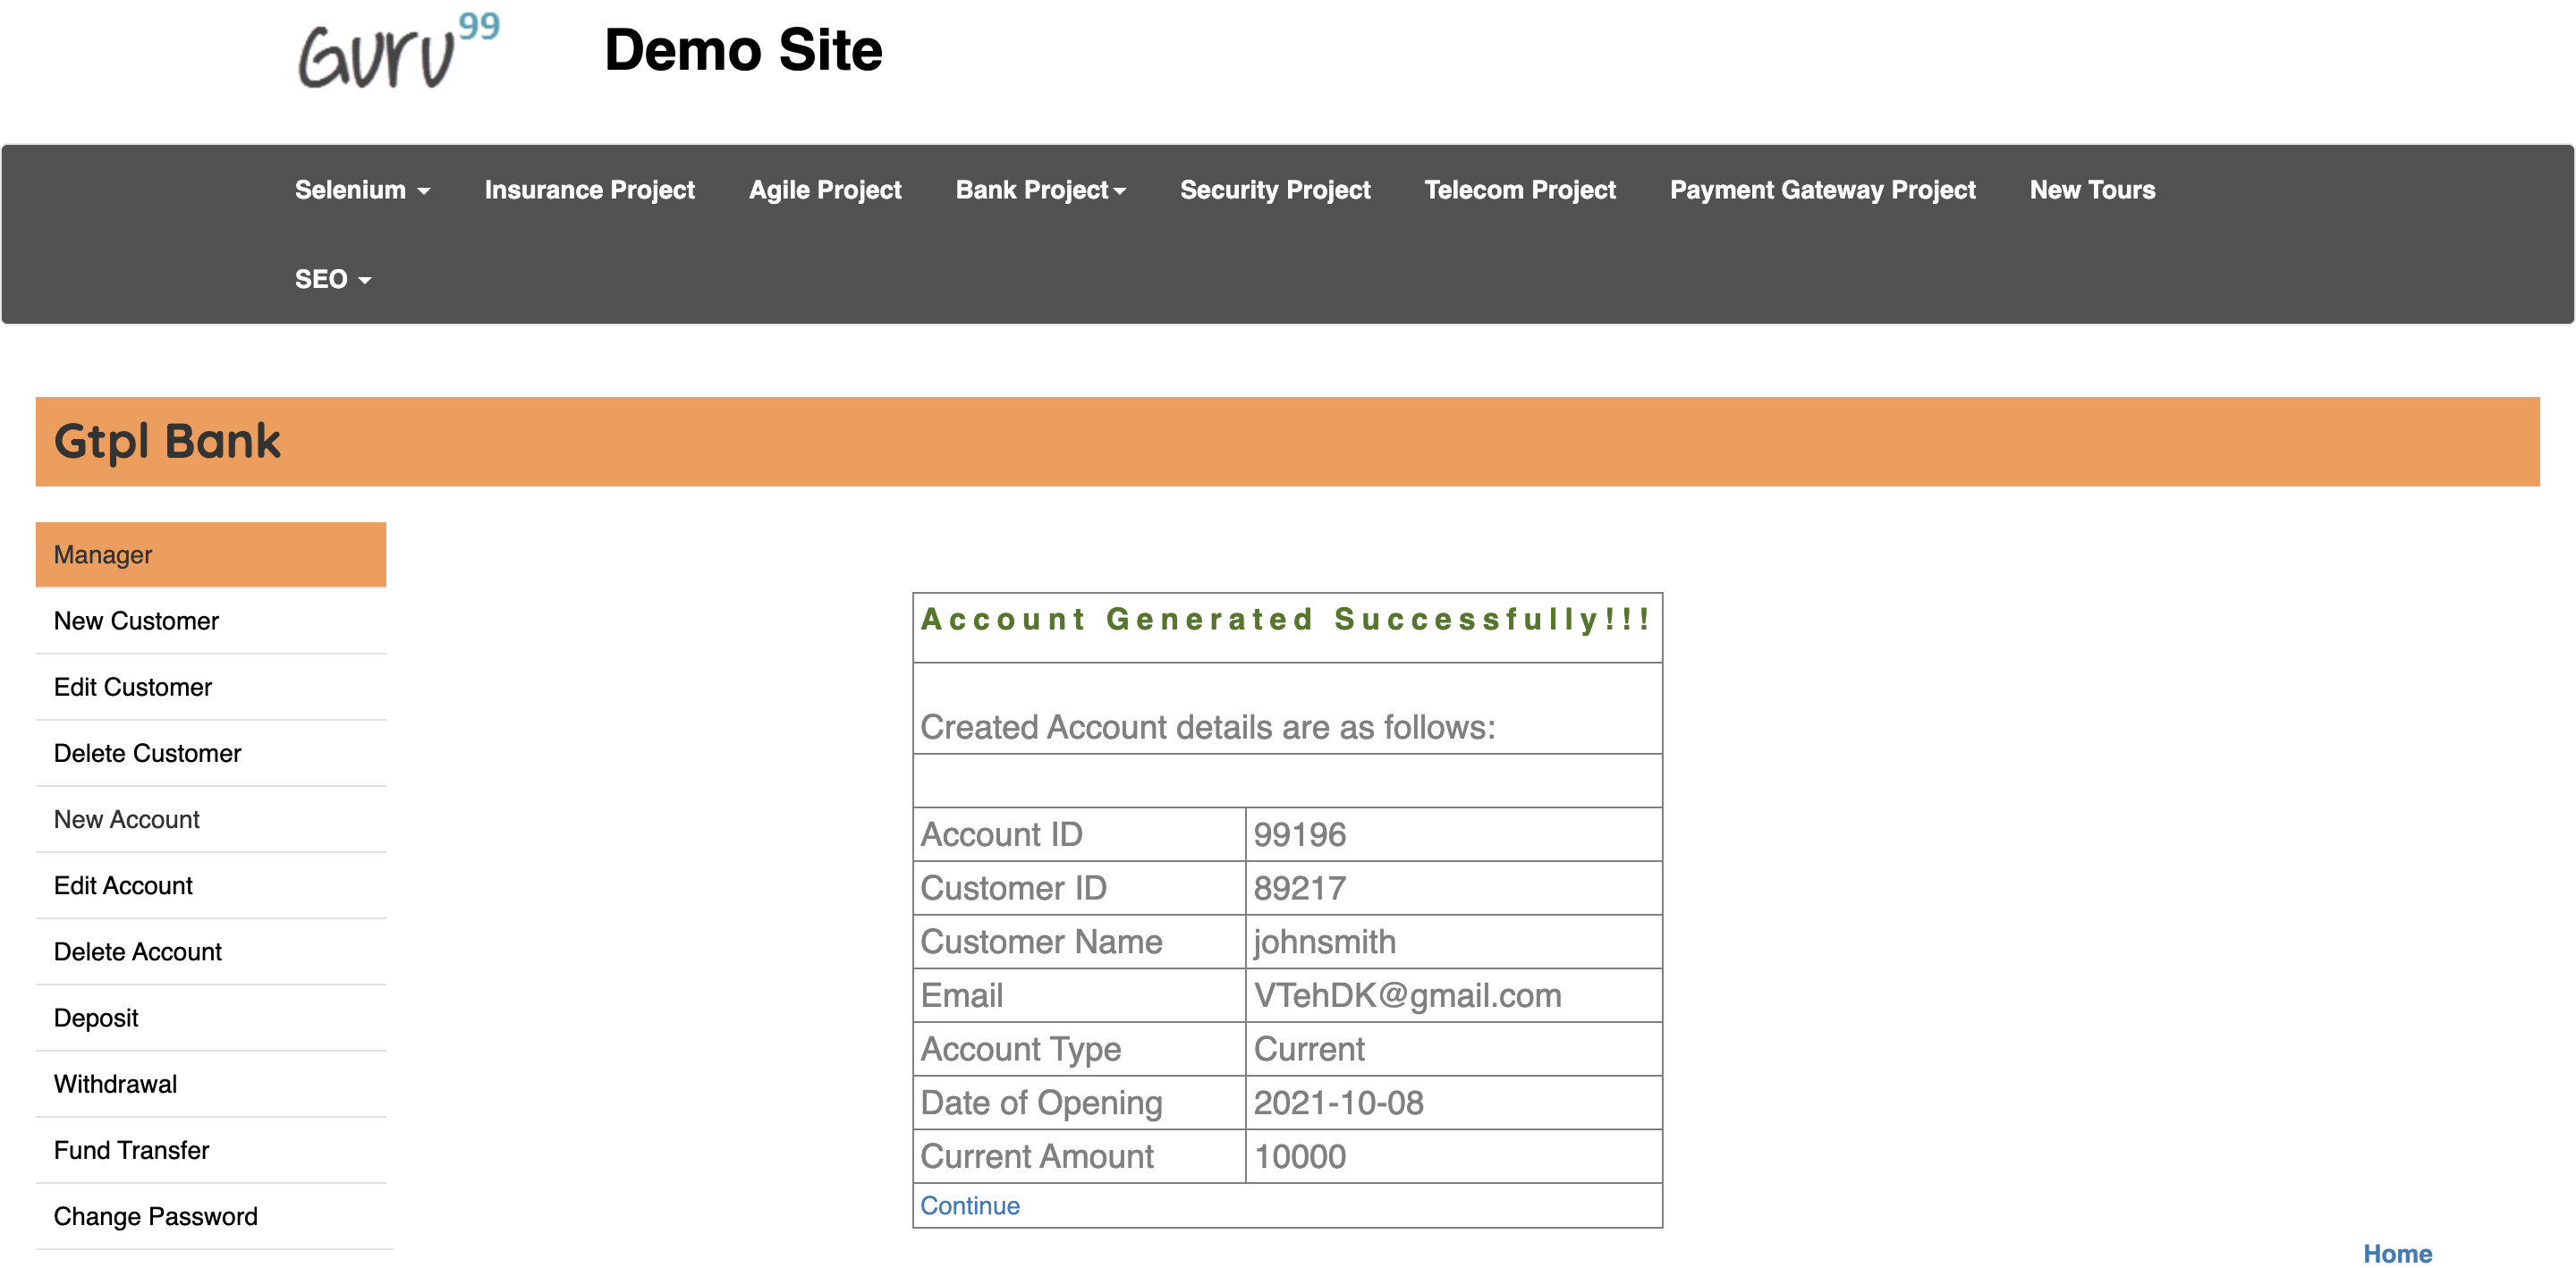 Guru99 Demo Site
Selenium Insurance Project Agile Project Bank Project Security Project Telecom Project Payment Gateway Project New Tours
SEO
Gtpl Bank
Manager
New Customer
Edit Customer
Delete Customer
New Account
Edit Account
Delete Account
Deposit
Withdrawal
Fund Transfer
Change Password
Account Generated Successfully!!!
Created Account details are as follows:
Account ID 99196
Customer ID 89217
Customer Name johnsmith
Email VTehDK@gmail.com
Account Type Current
Date of Opening 2021-10-08
Current Amount 10000
Continue
Home